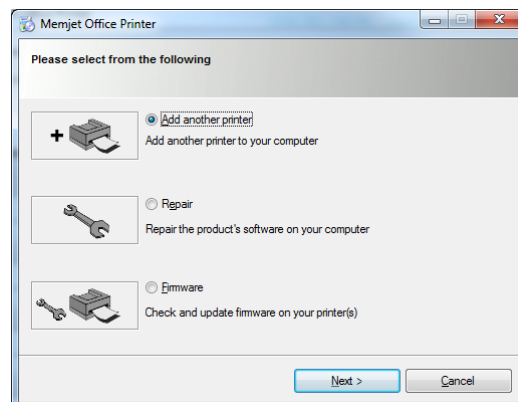 Memjet Office Printer
Please select from the following
Add another printer
Add another printer to your computer
Repair
Repair the product's software on your computer
Firmware
Check and update firmware on your printer(s)
Next >
Cancel